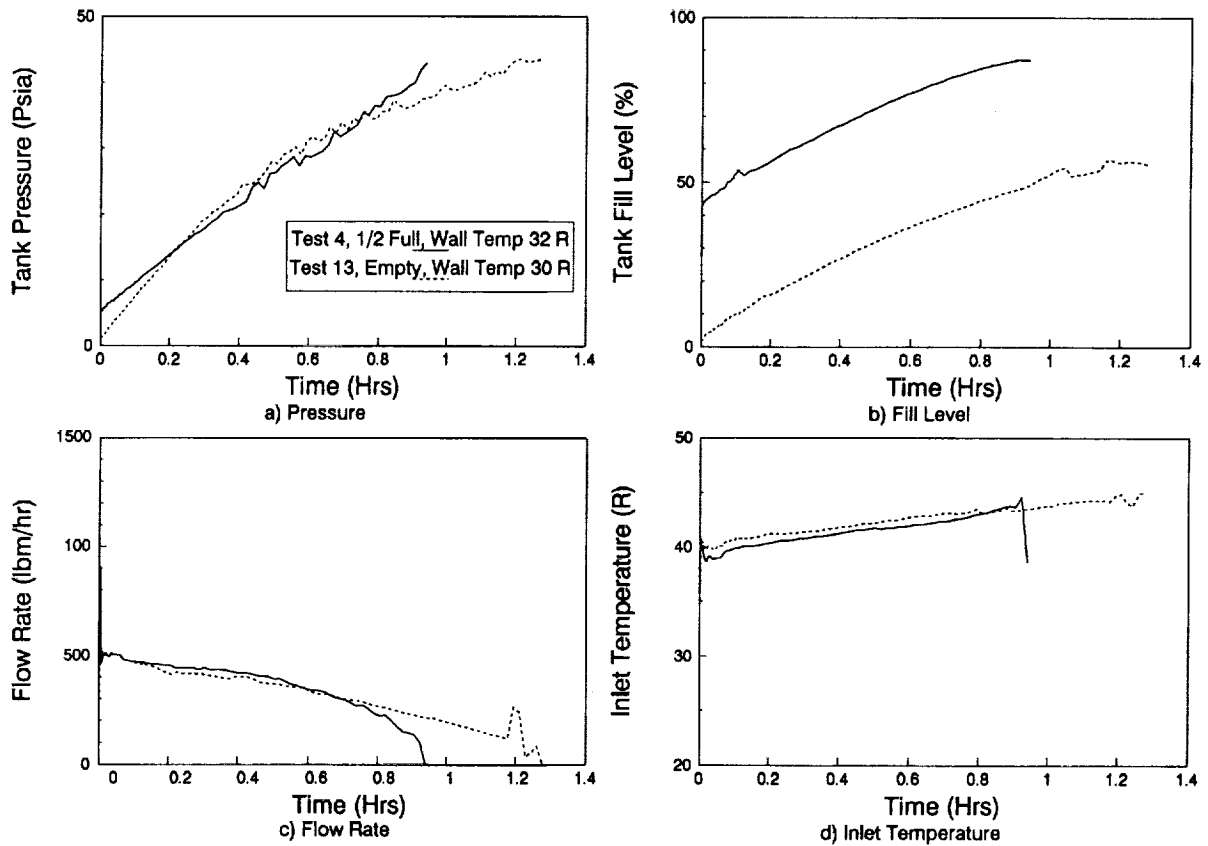 50
Tank Pressure (Psia)
Test 4, 1/2 Full, Wall Temp 32 R
Test 13, Empty, Wall Temp 30 R
0
0 0.2 0.4 0.6 0.8 1 1.2 1.4
Time (Hrs)
a) Pressure
100
Tank Fill Level (%)
50
0
0 0.2 0.4 0.6 0.8 1 1.2 1.4
Time (Hrs)
b) Fill Level
1500
Flow Rate (lbm/hr)
100
500
0
0 0.2 0.4 0.6 0.8 1 1.2 1.4
Time (Hrs)
c) Flow Rate
50
Inlet Temperature (R)
40
30
20
0 0.2 0.4 0.6 0.8 1 1.2 1.4
Time (Hrs)
d) Inlet Temperature